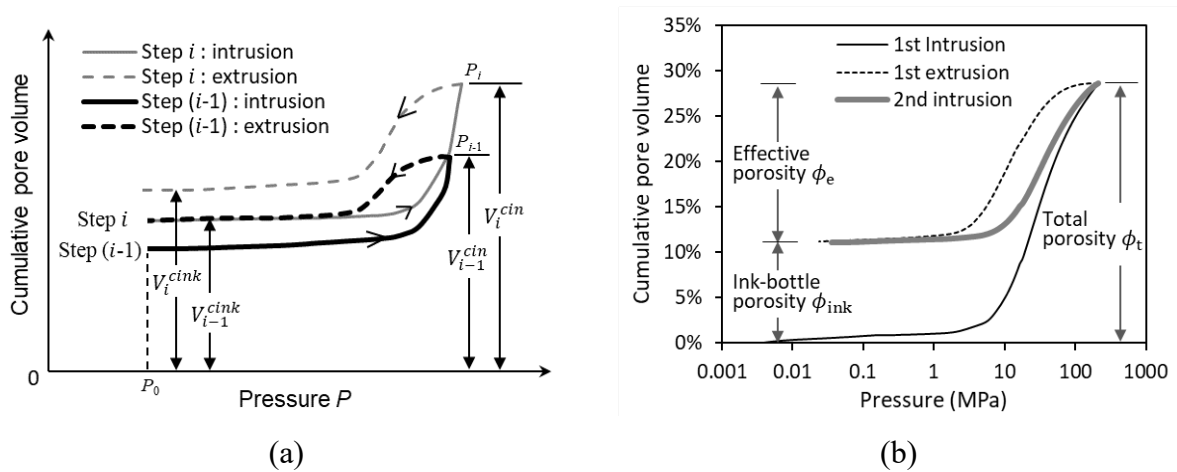 Cumulative pore volume
Step i : intrusion
Step i : extrusion
Step (i-1) : intrusion
Step (i-1) : extrusion
P_i
P_{i-1}
Step i
Step (i-1)
V_i^{cink}
V_{i-1}^{cink}
V_{i-1}^{cin}
V_i^{cin}
0
P_0
Pressure P
(a)
Cumulative pore volume
35%
30%
25%
20%
15%
10%
5%
0%
1st Intrusion
1st extrusion
2nd intrusion
Effective
porosity ϕ_e
Ink-bottle
porosity ϕ_ink
Total
porosity ϕ_t
0.001 0.01 0.1 1 10 100 1000
Pressure (MPa)
(b)